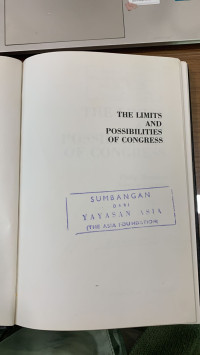 THE LIMITS
AND
POSSIBILITIES
OF CONGRESS
SUMBANGAN
DARI
YAYASAN ASIA
(THE ASIA FOUNDATION)